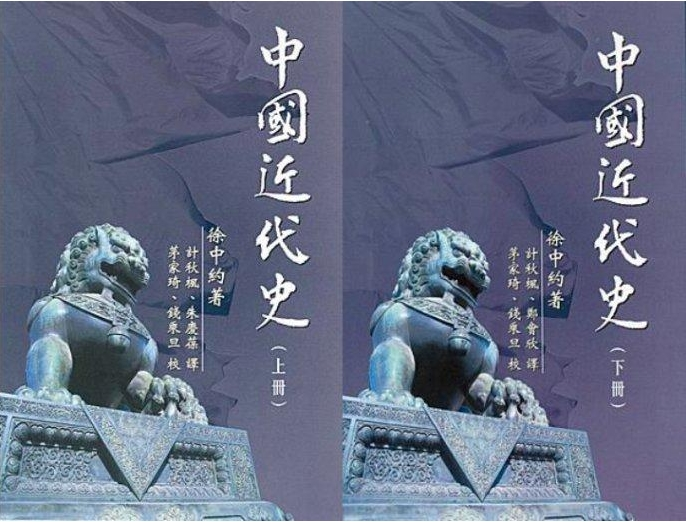 中國近代史
（上冊）
徐中約著
計秋楓、朱慶葆 譯
茅家琦、錢乘旦 校
中國近代史
（下冊）
徐中約著
計秋楓、鄭會欣 譯
茅家琦、錢乘旦 校